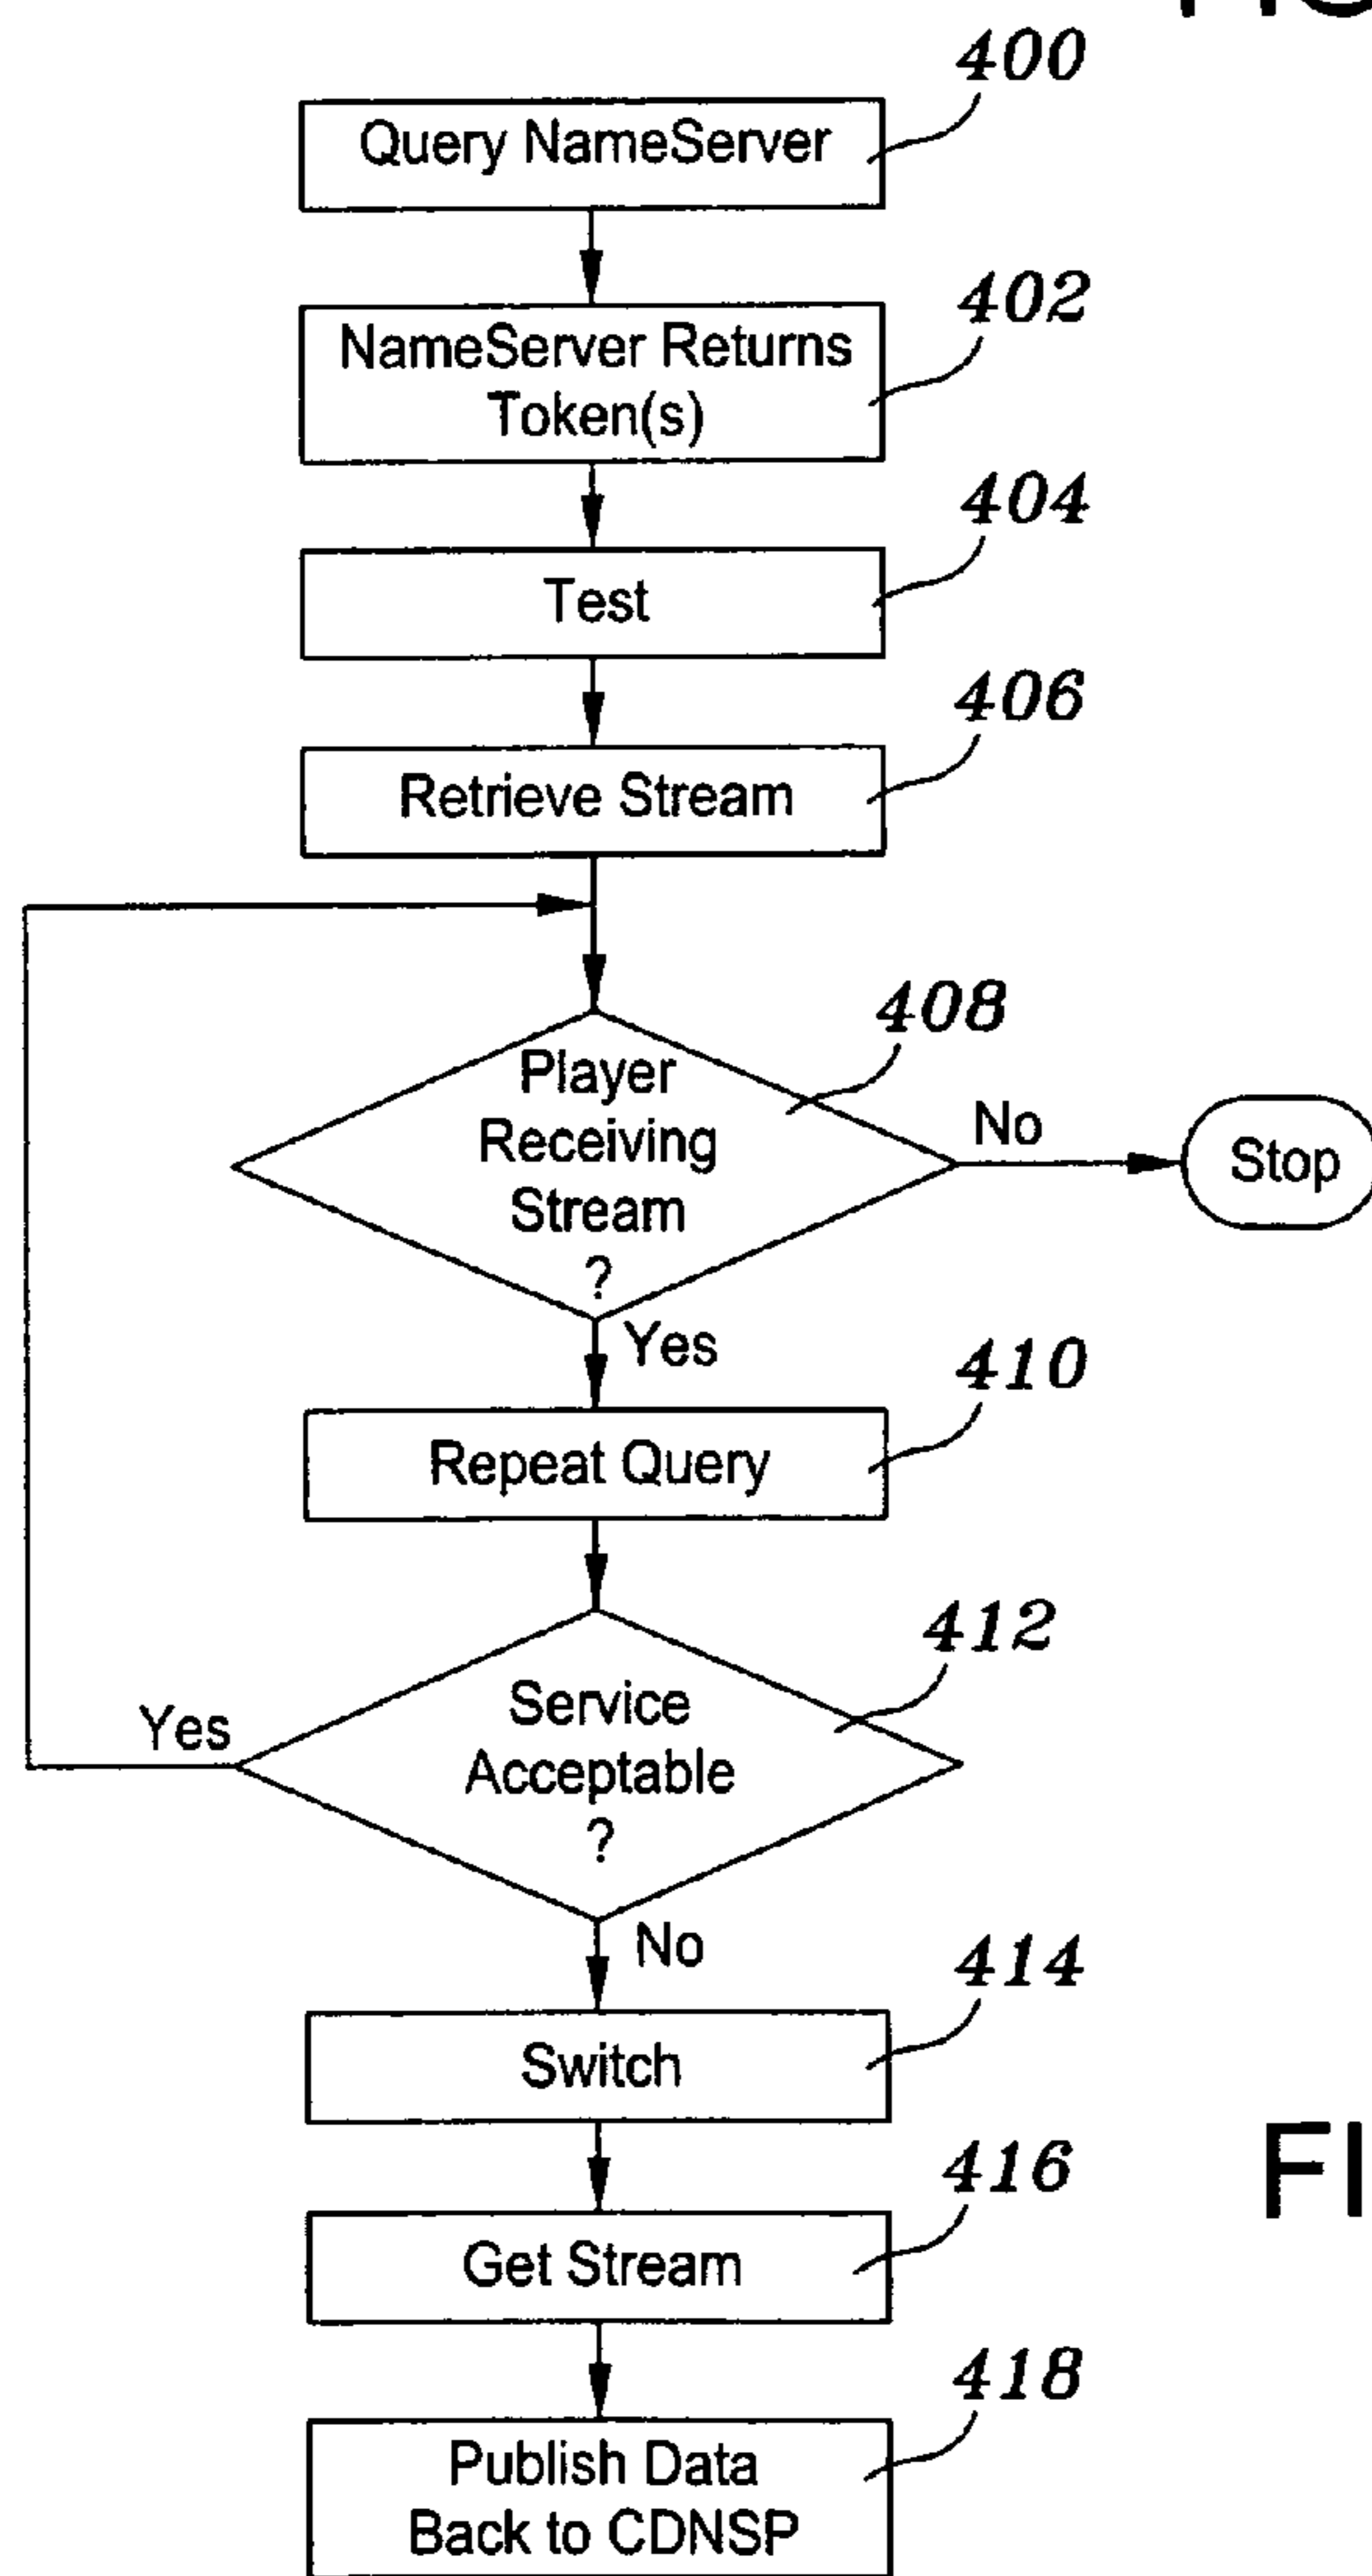 400
Query NameServer
402
NameServer Returns
Token(s)
404
Test
406
Retrieve Stream
408
Player
Receiving
Stream
?
No
Stop
Yes
410
Repeat Query
412
Service
Acceptable
?
Yes
No
414
Switch
416
Get Stream
FI
418
Publish Data
Back to CDNSP